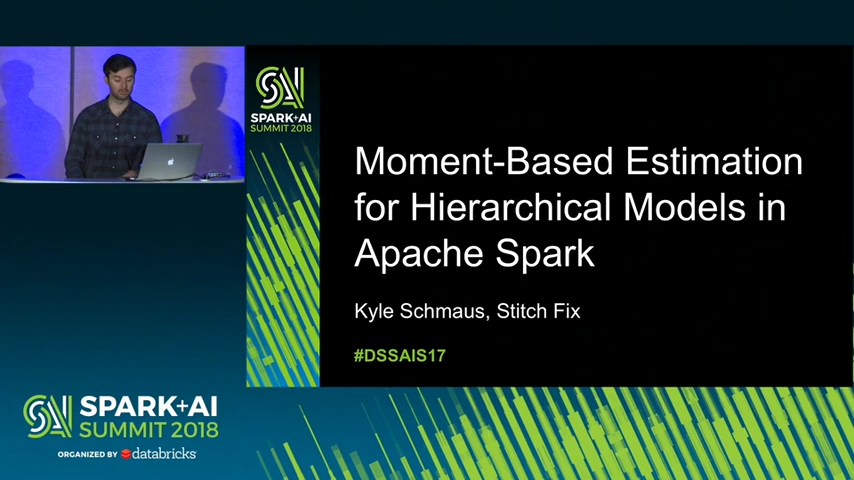 SPARK+AI
SUMMIT 2018
Moment-Based Estimation
for Hierarchical Models in
Apache Spark
Kyle Schmaus, Stitch Fix
#DSSAIS17
SPARK+AI
SUMMIT 2018
ORGANIZED BY databricks